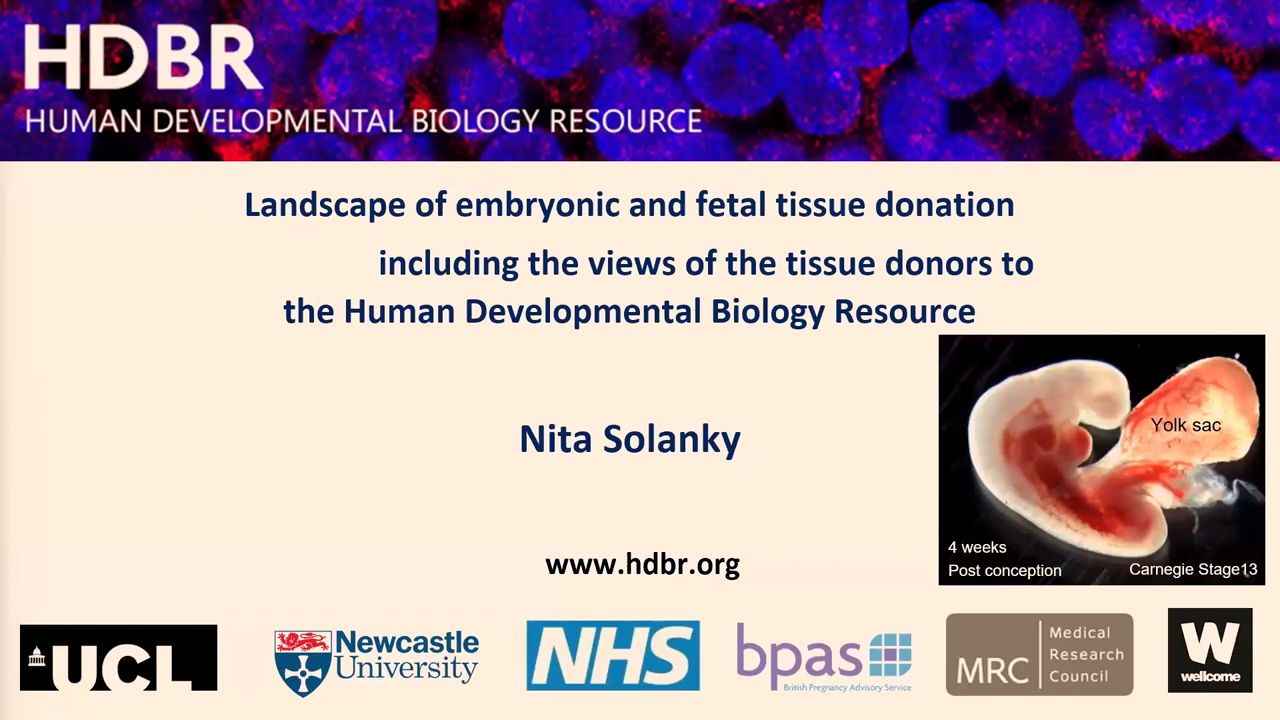 HDBR
HUMAN DEVELOPMENTAL BIOLOGY RESOURCE
Landscape of embryonic and fetal tissue donation
including the views of the tissue donors to
the Human Developmental Biology Resource
Nita Solanky
Yolk sac
4 weeks
Post conception
Carnegie Stage13
www.hdbr.org
UCL
Newcastle
University
NHS
bpas
British Pregnancy Advisory Service
MRC
Medical
Research
Council
W
wellcome